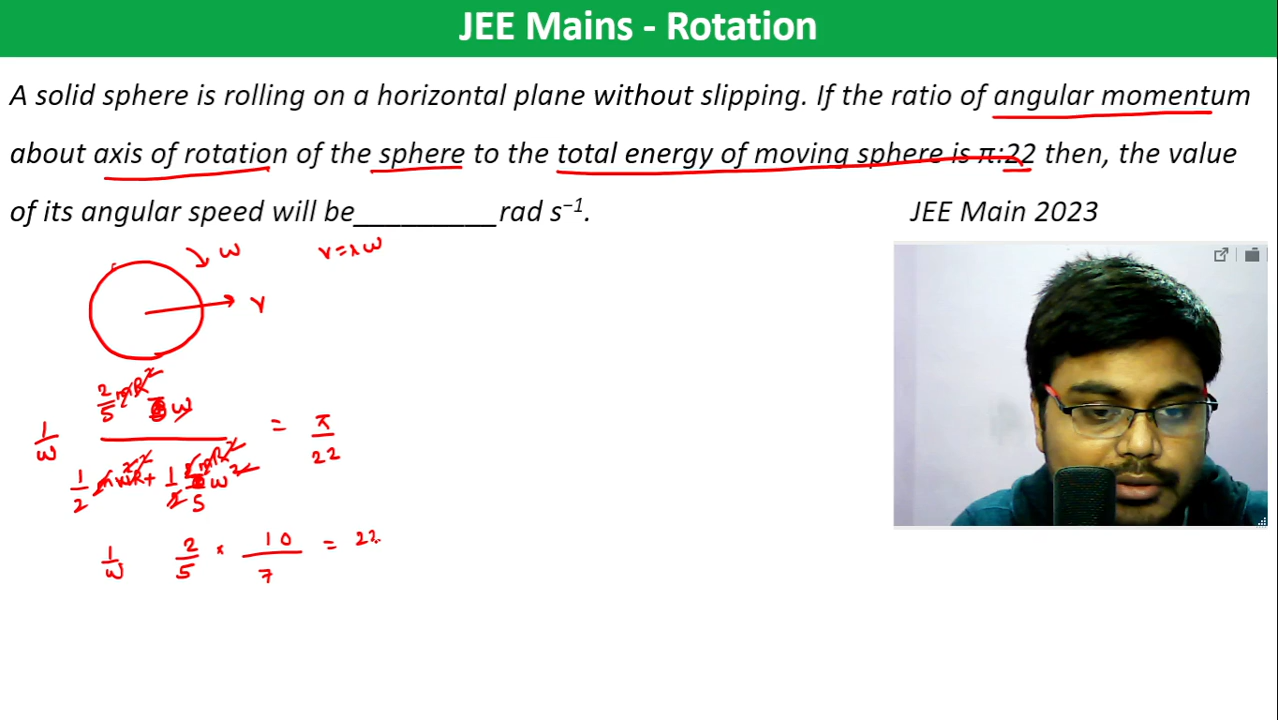 JEE Mains - Rotation
A solid sphere is rolling on a horizontal plane without slipping. If the ratio of angular momentum
about axis of rotation of the sphere to the total energy of moving sphere is π:22 then, the value
of its angular speed will be_________rad s⁻¹.
JEE Main 2023
ω v=rω
v
2/5 mR² ω
1/ω = π/22
1/2 mω²R² + 1/2 2/5 mR² ω²
1/ω 2/5 × 10/7 = 22